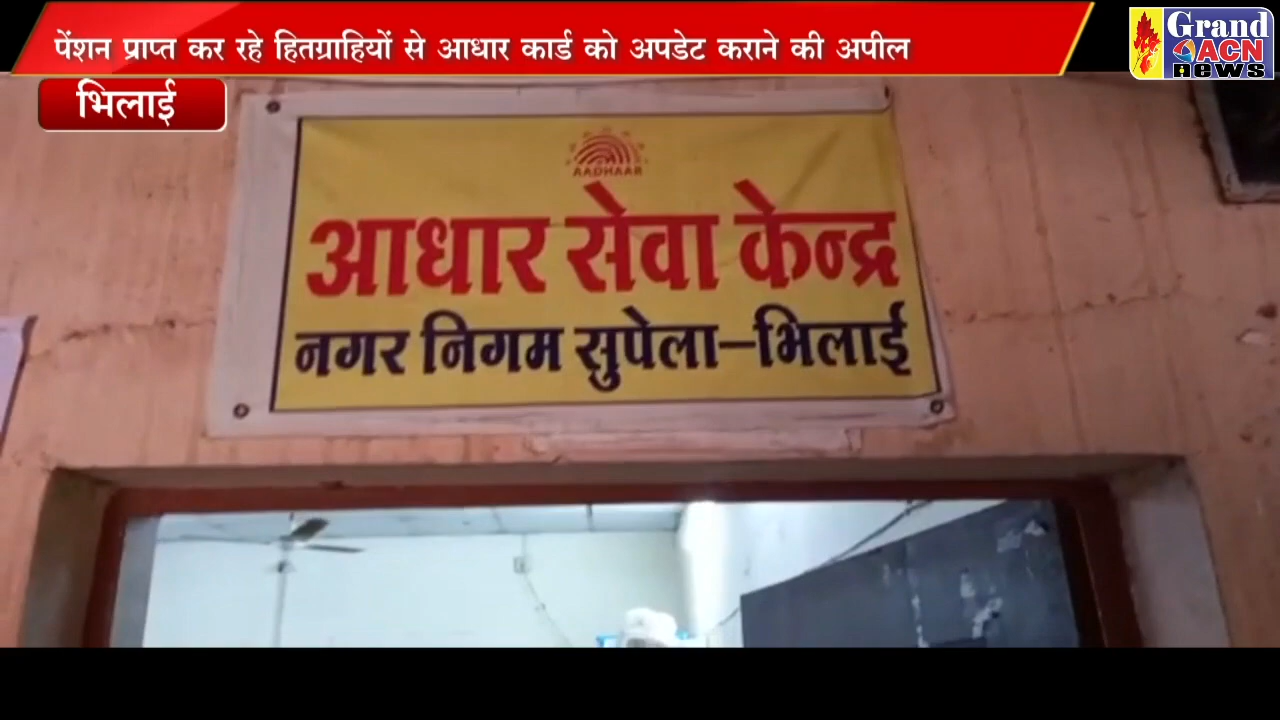 पेंशन प्राप्त कर रहे हितग्राहियों से आधार कार्ड को अपडेट कराने की अपील
Grand
ACN
news
भिलाई
AADHAAR
आधार सेवा केन्द्र
नगर निगम सुपेला–भिलाई